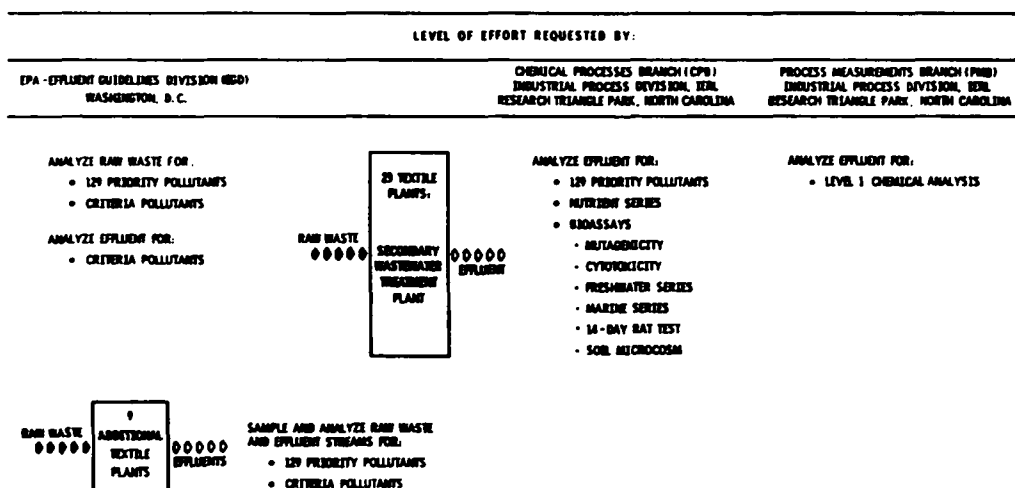 LEVEL OF EFFORT REQUESTED BY:
EPA - EFFLUENT GUIDELINES DIVISION (EGD)
WASHINGTON, D.C.
CHEMICAL PROCESSES BRANCH (CPB)
INDUSTRIAL PROCESS DIVISION, IERL
RESEARCH TRIANGLE PARK, NORTH CAROLINA
PROCESS MEASUREMENTS BRANCH (PMB)
INDUSTRIAL PROCESS DIVISION, IERL
RESEARCH TRIANGLE PARK, NORTH CAROLINA
ANALYZE RAW WASTE FOR:
• 129 PRIORITY POLLUTANTS
• CRITERIA POLLUTANTS
ANALYZE EFFLUENT FOR:
• CRITERIA POLLUTANTS
RAW WASTE
23 TEXTILE
PLANTS:
SECONDARY
WASTEWATER
TREATMENT
PLANT
EFFLUENT
ANALYZE EFFLUENT FOR:
• 129 PRIORITY POLLUTANTS
• NUTRIENT SERIES
• BIOASSAYS
- MUTAGENICITY
- CYTOTOXICITY
- FRESHWATER SERIES
- MARINE SERIES
- 14-DAY RAT TEST
- SOIL MICROCOSM
ANALYZE EFFLUENT FOR:
• LEVEL 1 CHEMICAL ANALYSIS
RAW WASTE
9
ADDITIONAL
TEXTILE
PLANTS
EFFLUENTS
SAMPLE AND ANALYZE RAW WASTE
AND EFFLUENT STREAMS FOR:
• 129 PRIORITY POLLUTANTS
• CRITERIA POLLUTANTS